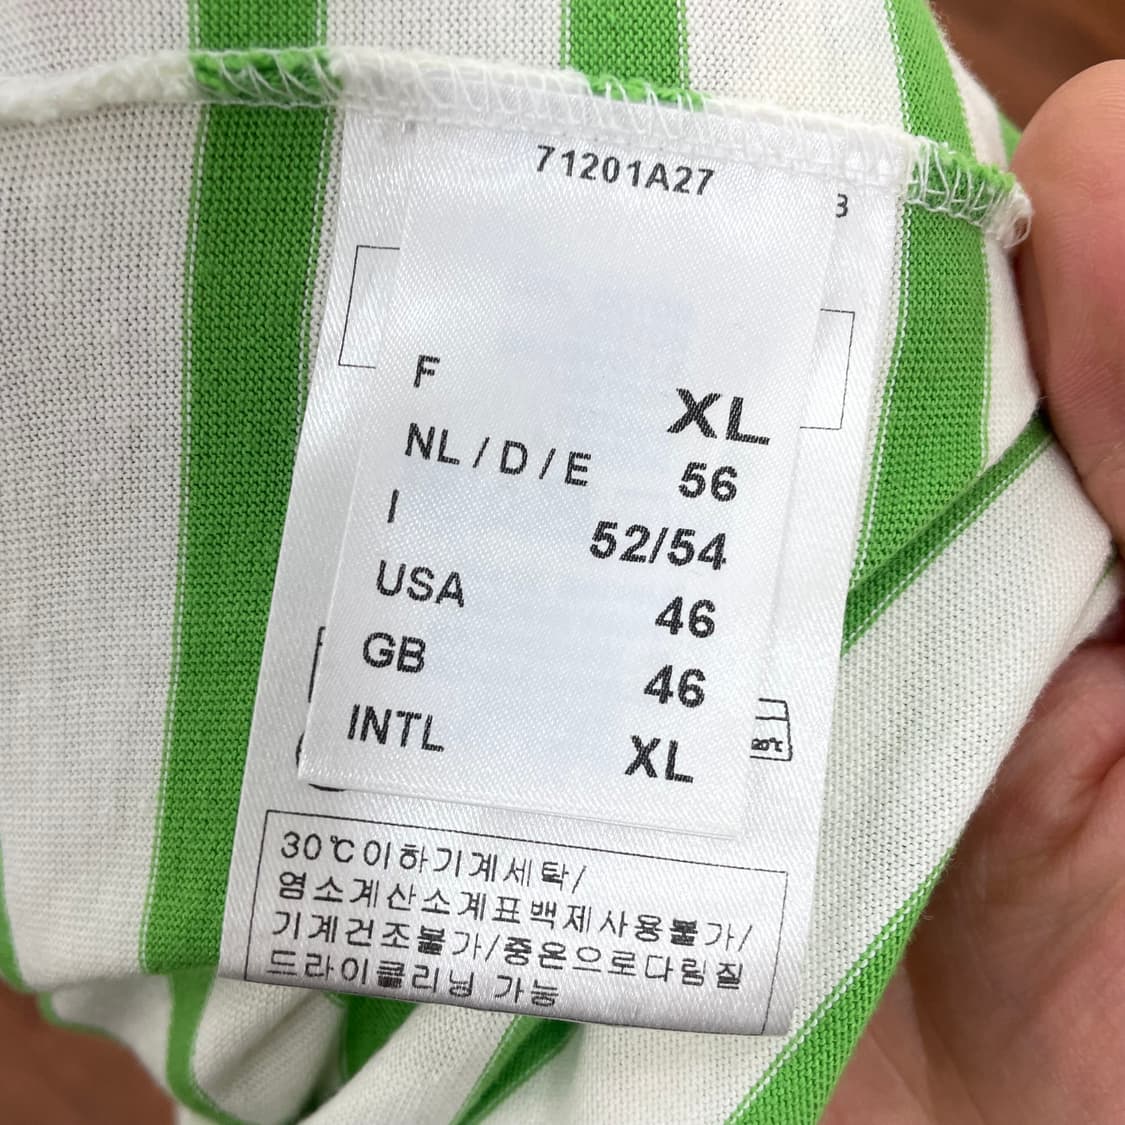 71201A27
3
F XL
NL / D / E 56
I 52/54
USA 46
GB 46
INTL XL
30℃이하기계세탁/
염소계산소계표백제사용불가/
기계건조불가/중온으로다림질
드라이클리닝 가능